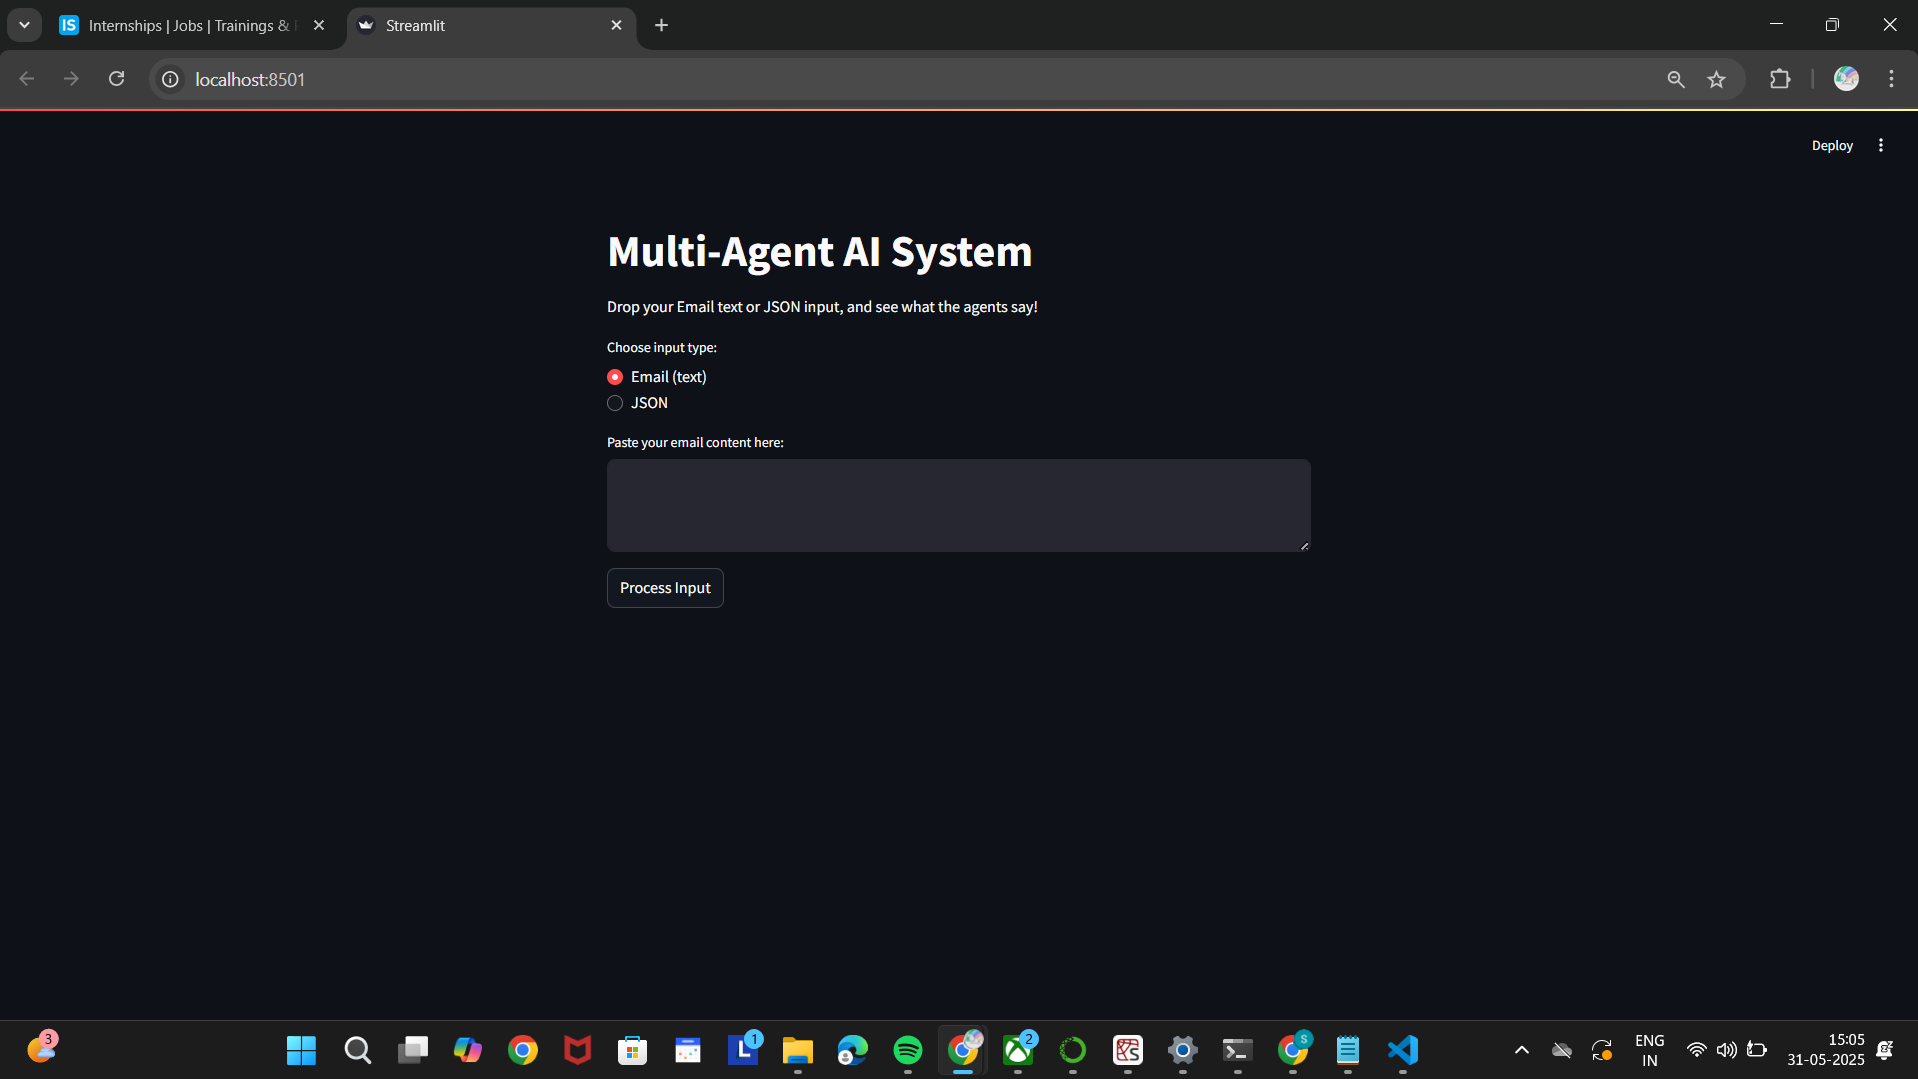 IS Internships | Jobs | Trainings &
Streamlit
localhost:8501
Deploy
Multi-Agent AI System
Drop your Email text or JSON input, and see what the agents say!
Choose input type:
Email (text)
JSON
Paste your email content here:
Process Input
3
1
L
2
S
ENG
IN
15:05
31-05-2025